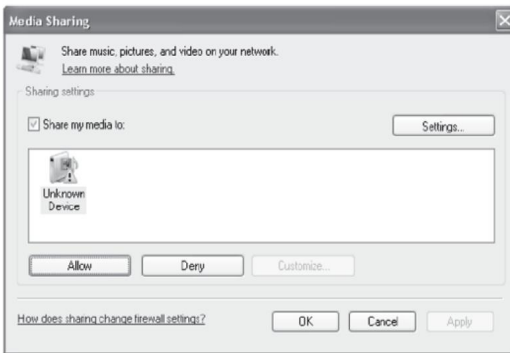 Media Sharing
Share music, pictures, and video on your network.
Learn more about sharing.
Sharing settings
Share my media to:
Settings...
Unknown
Device
Allow
Deny
Customize...
How does sharing change firewall settings?
OK
Cancel
Apply